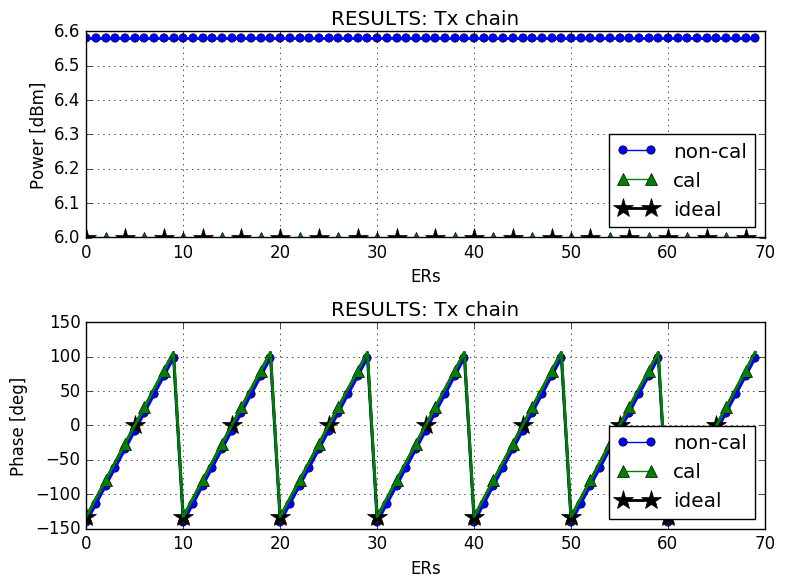 RESULTS: Tx chain
6.6
6.5
6.4
6.3
6.2
6.1
6.0
Power [dBm]
non-cal
cal
ideal
0 10 20 30 40 50 60 70
ERs
RESULTS: Tx chain
150
100
50
0
−50
−100
−150
Phase [deg]
non-cal
cal
ideal
0 10 20 30 40 50 60 70
ERs